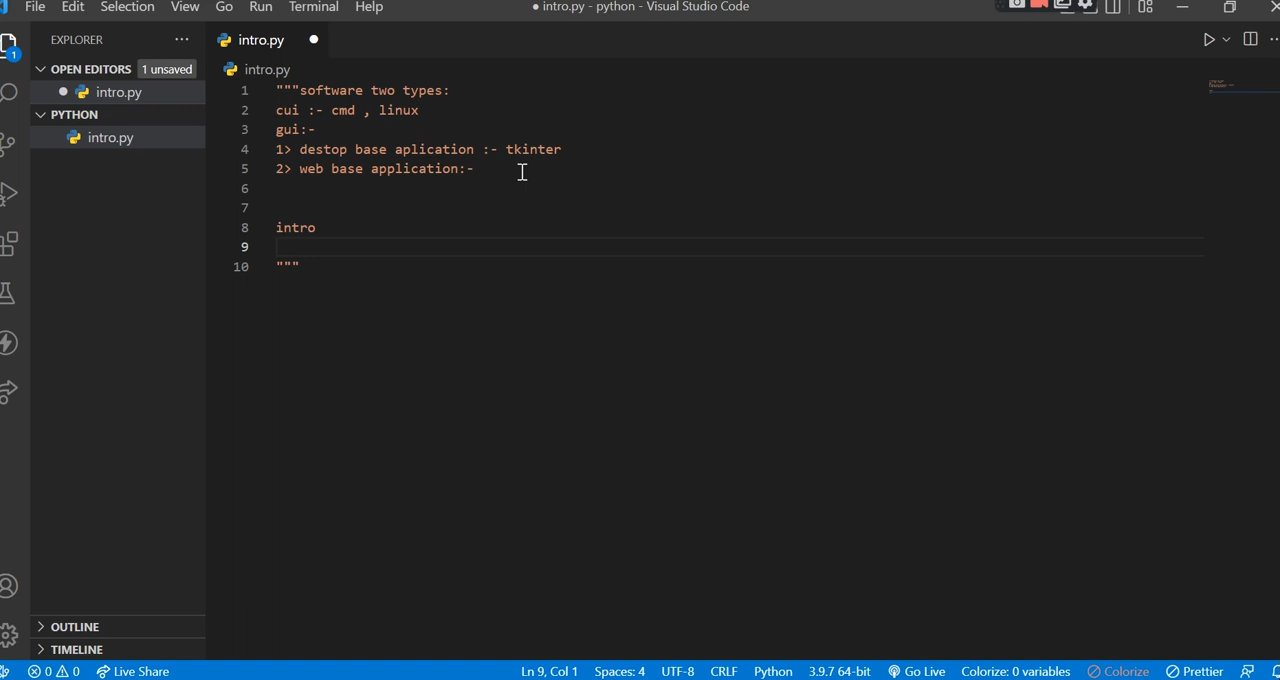 File Edit Selection View Go Run Terminal Help
● intro.py - python - Visual Studio Code
EXPLORER
intro.py
OPEN EDITORS 1 unsaved
intro.py
PYTHON
intro.py
intro.py
1 """software two types:
2 cui :- cmd , linux
3 gui:-
4 1> destop base aplication :- tkinter
5 2> web base application:-
6
7
8 intro
9
10 """
1
OUTLINE
TIMELINE
0 0 Live Share Ln 9, Col 1 Spaces: 4 UTF-8 CRLF Python 3.9.7 64-bit Go Live Colorize: 0 variables Colorize Prettier